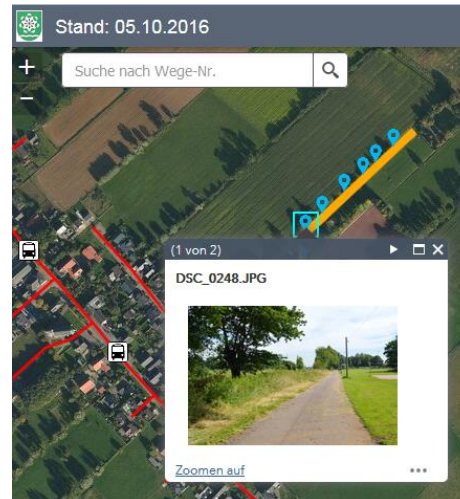 Stand: 05.10.2016
+
Suche nach Wege-Nr.
−
(1 von 2)
DSC_0248.JPG
Zoomen auf